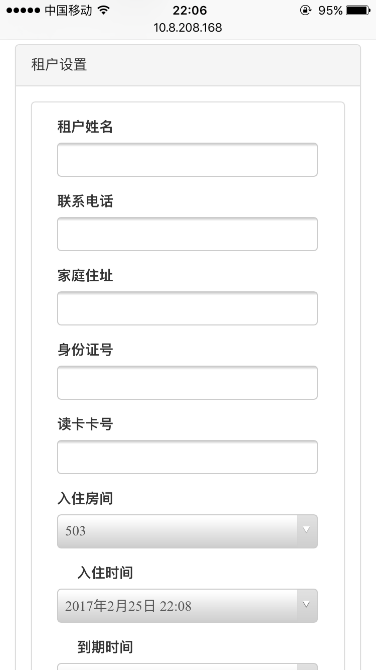 中国移动
22:06
95%
10.8.208.168
租户设置
租户姓名
联系电话
家庭住址
身份证号
读卡卡号
入住房间
503
入住时间
2017年2月25日 22:08
到期时间